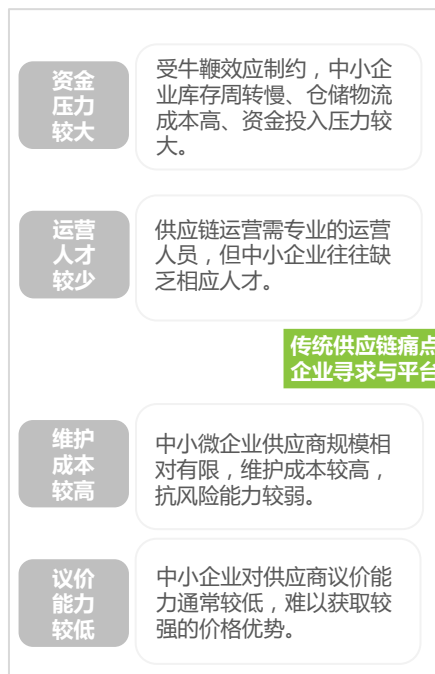 资金
压力
较大
受牛鞭效应制约，中小企
业库存周转慢、仓储物流
成本高、资金投入压力较
大。
运营
人才
较少
供应链运营需专业的运营
人员，但中小企业往往缺
乏相应人才。
传统供应链痛点
企业寻求与平台
维护
成本
较高
中小微企业供应商规模相
对有限，维护成本较高，
抗风险能力较弱。
议价
能力
较低
中小企业对供应商议价能
力通常较低，难以获取较
强的价格优势。